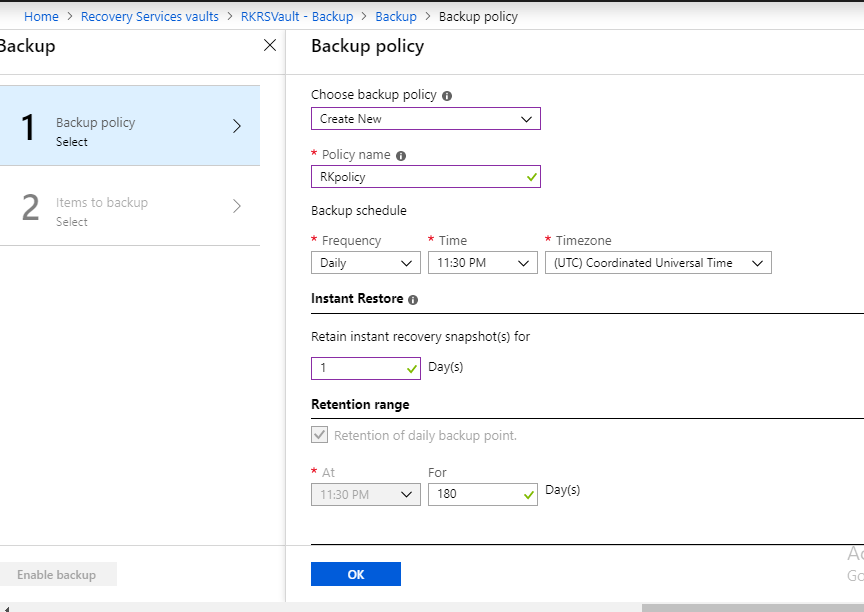 Home > Recovery Services vaults > RKRSVault - Backup > Backup > Backup policy
Backup
1
Backup policy
Select
2
Items to backup
Select
Enable backup
Backup policy
Choose backup policy
Create New
* Policy name
RKpolicy
Backup schedule
* Frequency * Time * Timezone
Daily 11:30 PM (UTC) Coordinated Universal Time
Instant Restore
Retain instant recovery snapshot(s) for
1 Day(s)
Retention range
Retention of daily backup point.
* At For
11:30 PM 180 Day(s)
OK